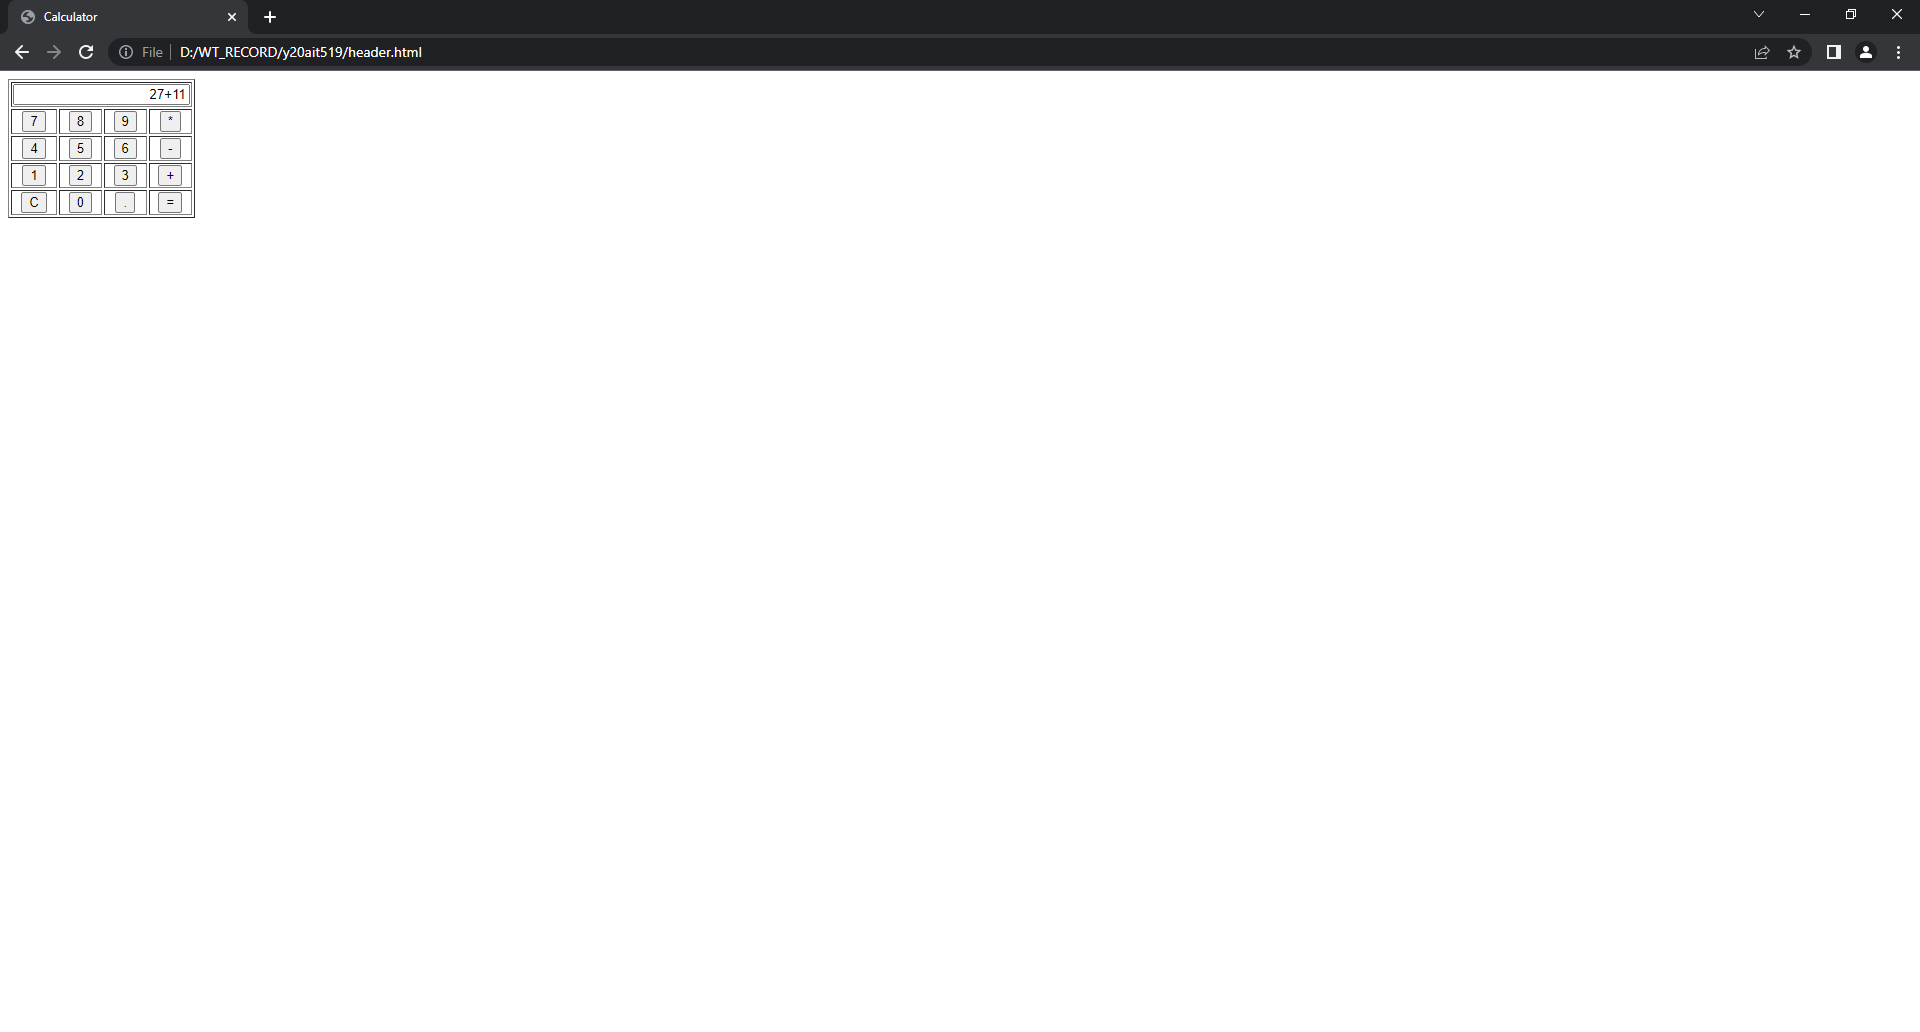 Calculator
File D:/WT_RECORD/y20ait519/header.html
27+11
7 8 9 *
4 5 6 -
1 2 3 +
C 0 . =